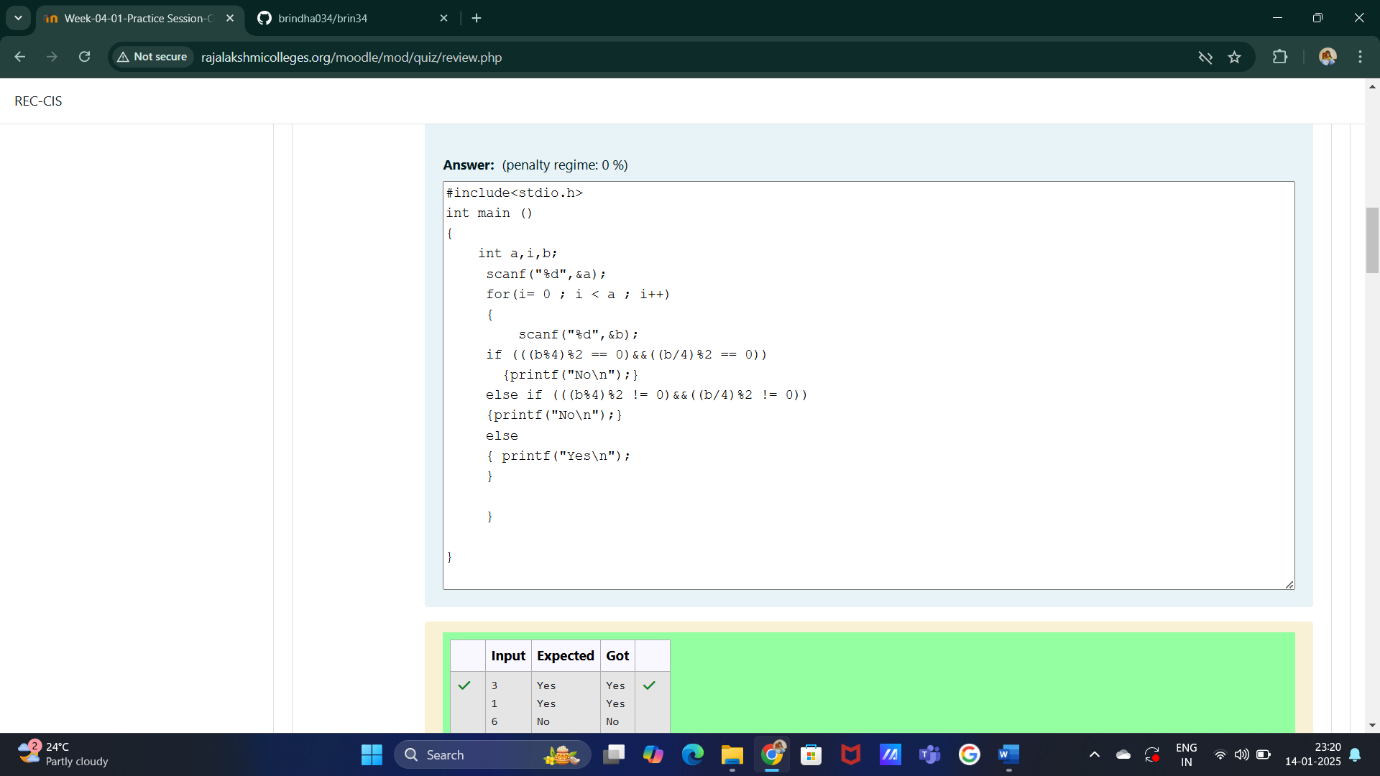 Week-04-01-Practice Session-C
brindha034/brin34
Not secure
rajalakshmicolleges.org/moodle/mod/quiz/review.php
REC-CIS
Answer: (penalty regime: 0 %)
#include<stdio.h>
int main ()
{
int a,i,b;
scanf("%d",&a);
for(i= 0 ; i < a ; i++)
{
scanf("%d",&b);
if (((b%4)%2 == 0)&&((b/4)%2 == 0))
{printf("No\n");}
else if (((b%4)%2 != 0)&&((b/4)%2 != 0))
{printf("No\n");}
else
{ printf("Yes\n");
}
}
}
Input Expected Got
3 Yes Yes
1 Yes Yes
6 No No
2
24°C
Partly cloudy
Search
ENG
IN
23:20
14-01-2025